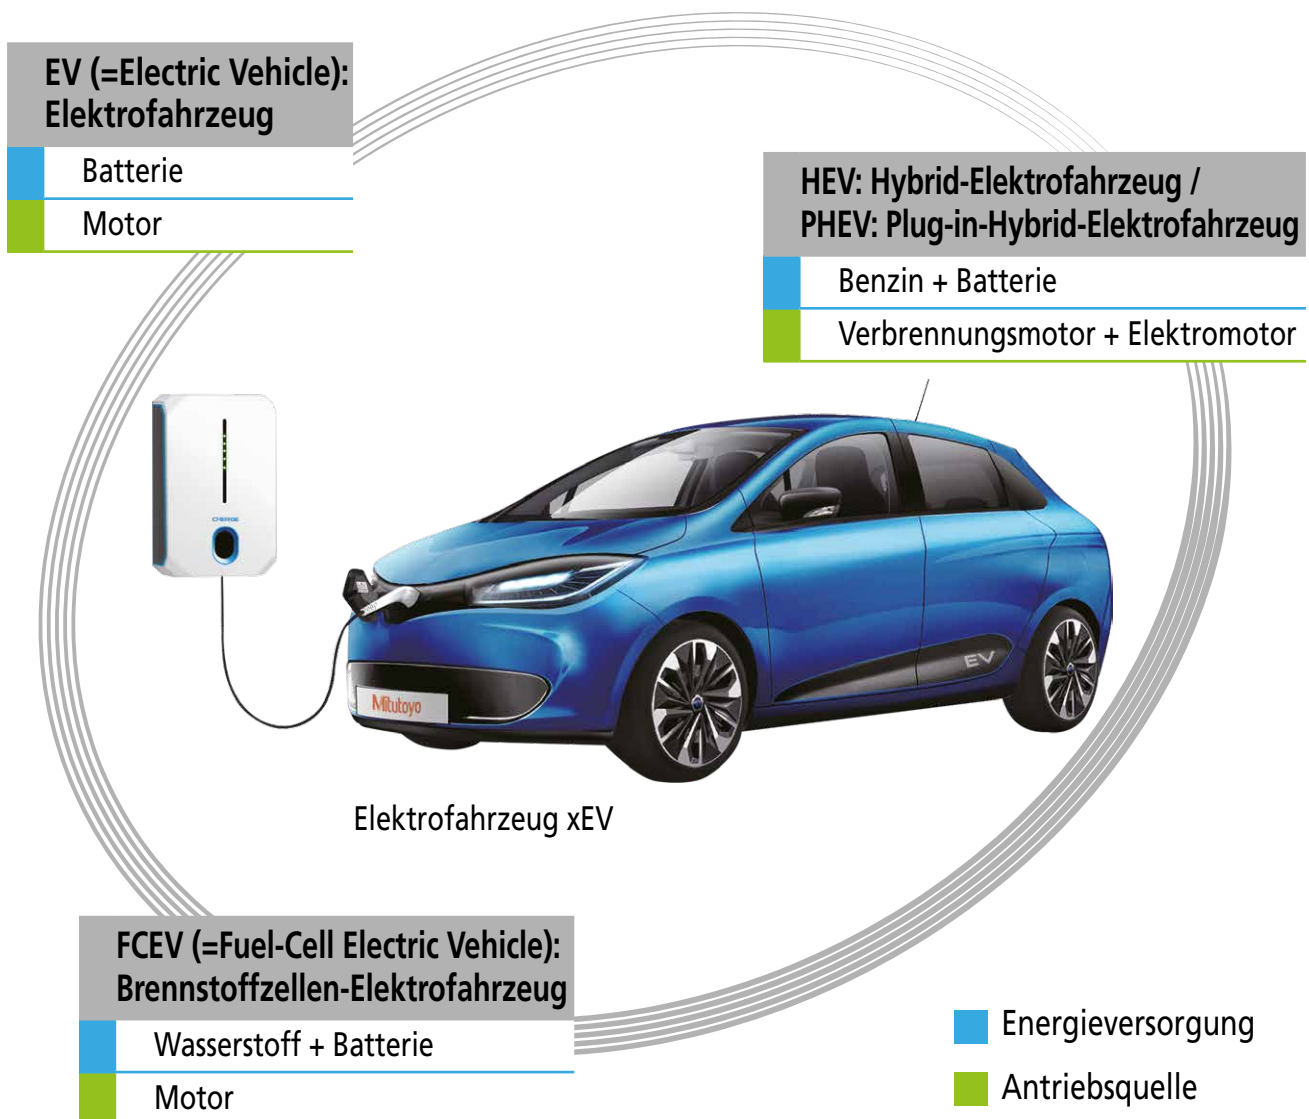 EV (=Electric Vehicle):
Elektrofahrzeug
Batterie
Motor
HEV: Hybrid-Elektrofahrzeug /
PHEV: Plug-in-Hybrid-Elektrofahrzeug
Benzin + Batterie
Verbrennungsmotor + Elektromotor
EV
Mitutoyo
Elektrofahrzeug xEV
FCEV (=Fuel-Cell Electric Vehicle):
Brennstoffzellen-Elektrofahrzeug
Wasserstoff + Batterie
Motor
Energieversorgung
Antriebsquelle